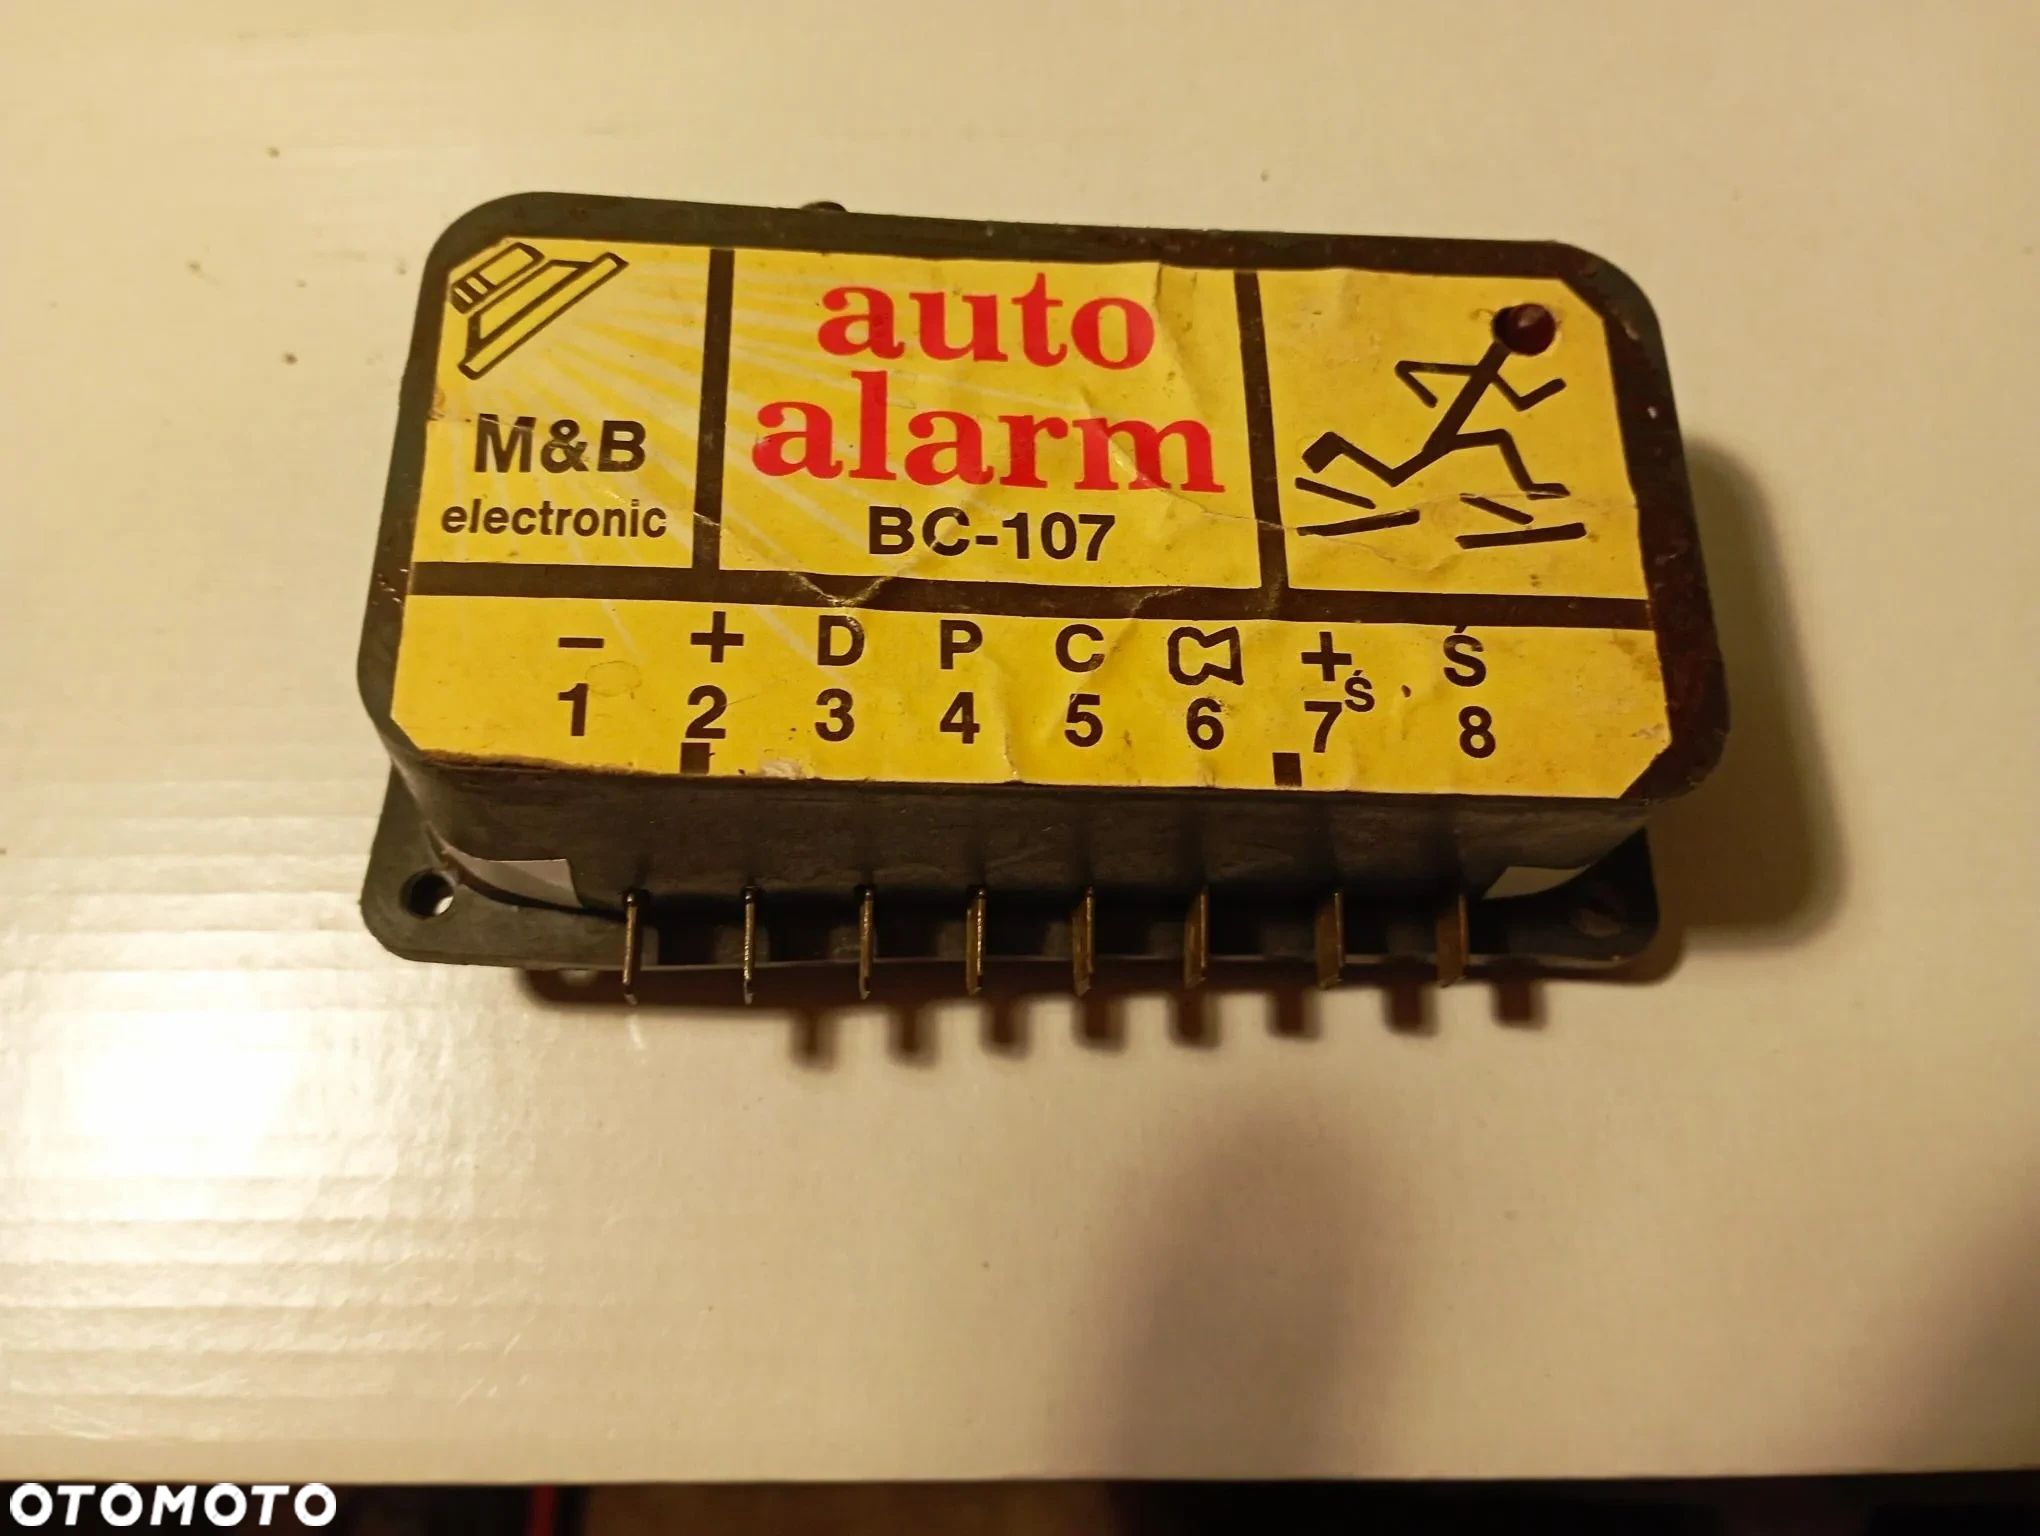 M&B
electronic
auto
alarm
BC-107
− + D P C +Ś Ś
1 2 3 4 5 6 7 8
OTOMOTO